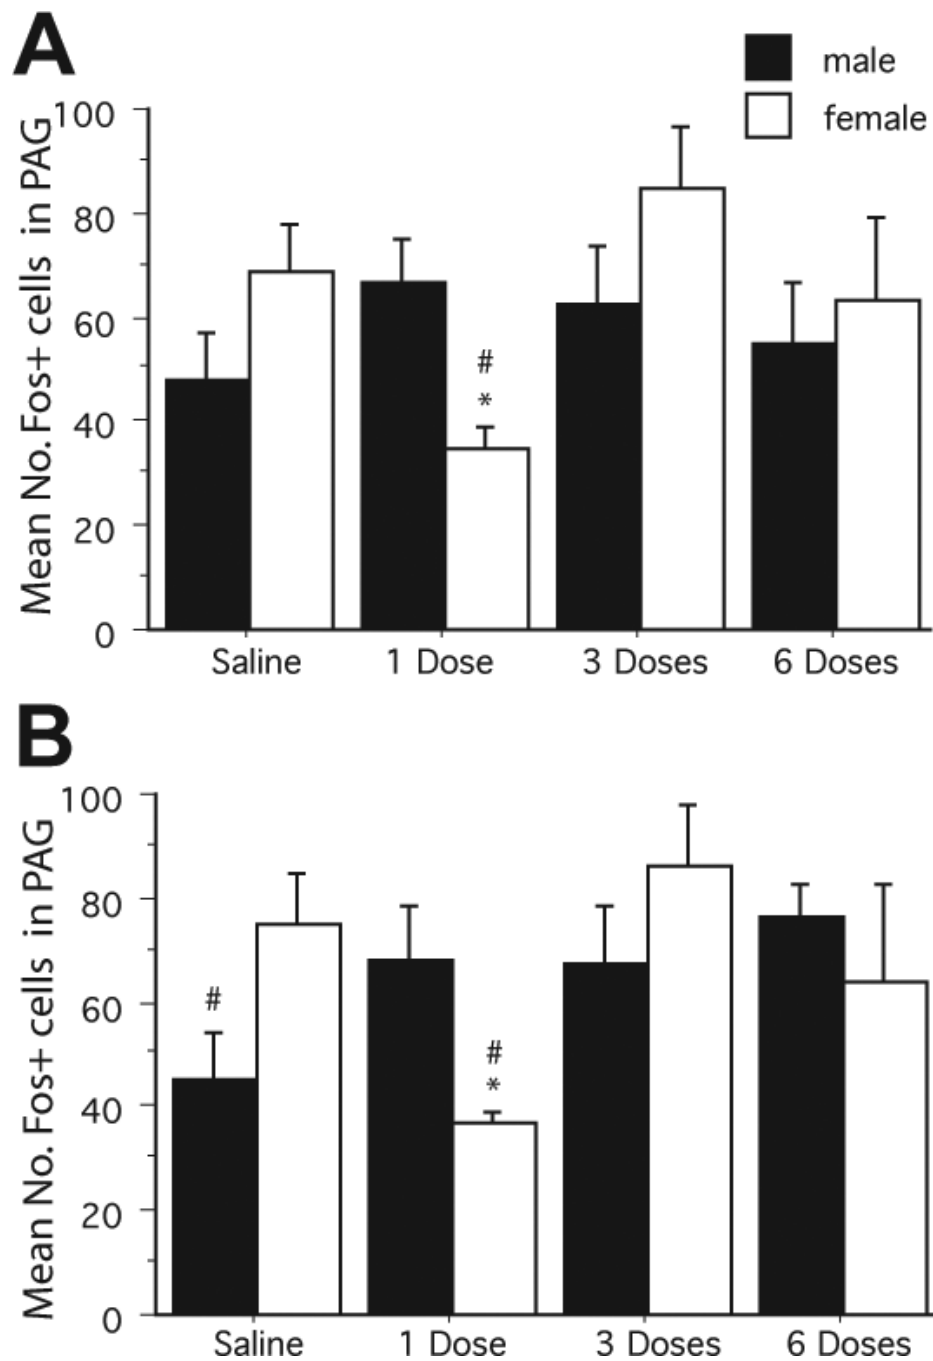 A
male
female
Mean No. Fos+ cells in PAG
100
80
60
40
20
0
#
*
Saline
1 Dose
3 Doses
6 Doses
B
Mean No. Fos+ cells in PAG
100
80
60
40
20
0
#
#
*
Saline
1 Dose
3 Doses
6 Doses